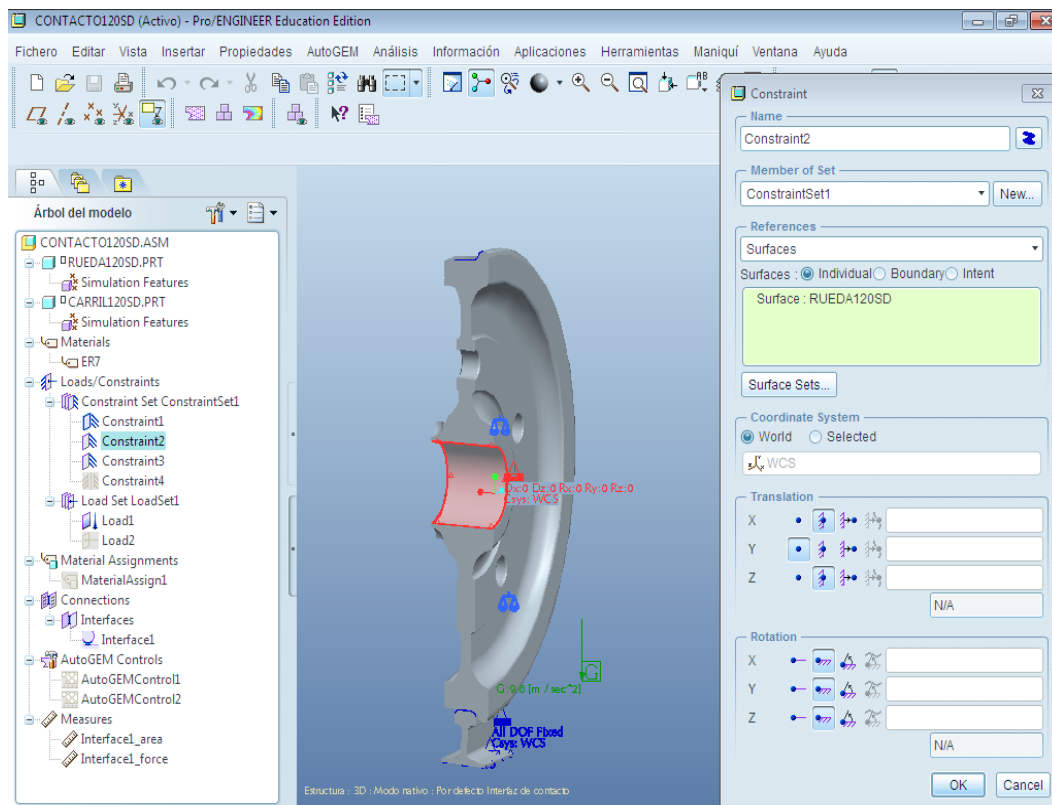 CONTACTO120SD (Activo) - Pro/ENGINEER Education Edition
Fichero Editar Vista Insertar Propiedades AutoGEM Análisis Información Aplicaciones Herramientas Maniquí Ventana Ayuda
Árbol del modelo
CONTACTO120SD.ASM
RUEDA120SD.PRT
Simulation Features
CARRIL120SD.PRT
Simulation Features
Materials
ER7
Loads/Constraints
Constraint Set ConstraintSet1
Constraint1
Constraint2
Constraint3
Constraint4
Load Set LoadSet1
Load1
Load2
Material Assignments
MaterialAssign1
Connections
Interfaces
Interface1
AutoGEM Controls
AutoGEMControl1
AutoGEMControl2
Measures
Interface1_area
Interface1_force
Dx:0 Dz:0 Rx:0 Ry:0 Rz:0
Csys: WCS
G
G:9.8 [m / sec^2]
All DOF Fixed
Csys: WCS
Estructura : 3D : Modo nativo : Por defecto Interfaz de contacto
Constraint
Name
Constraint2
Member of Set
ConstraintSet1 New...
References
Surfaces
Surfaces : Individual Boundary Intent
Surface : RUEDA120SD
Surface Sets...
Coordinate System
World Selected
WCS
Translation
X
Y
Z
N/A
Rotation
X
Y
Z
N/A
OK Cancel